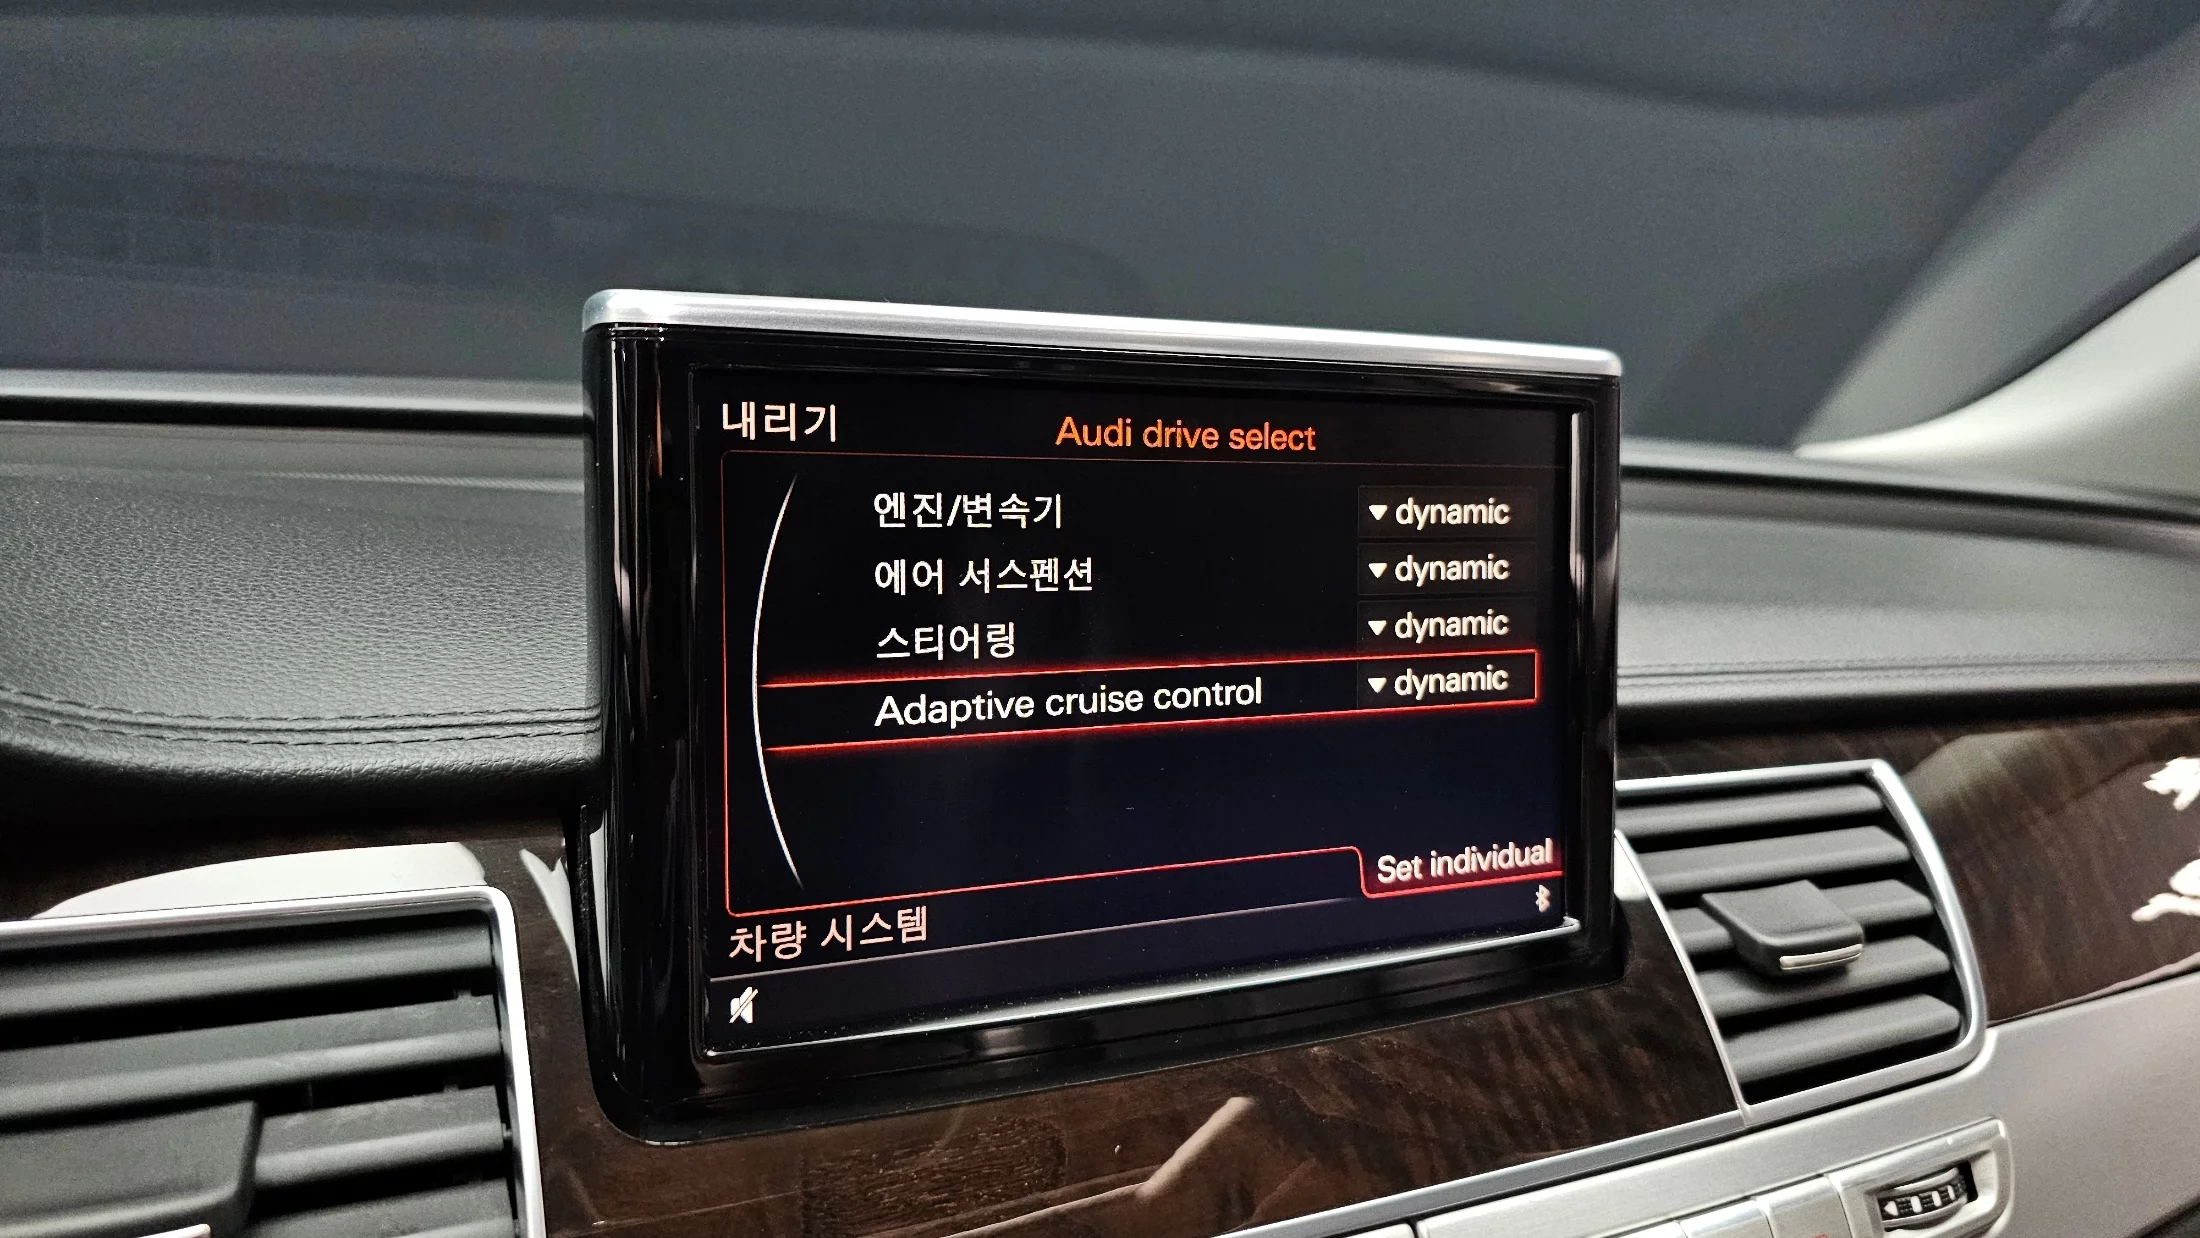 내리기
Audi drive select
엔진/변속기 ▼ dynamic
에어 서스펜션 ▼ dynamic
스티어링 ▼ dynamic
Adaptive cruise control ▼ dynamic
Set individual
차량 시스템